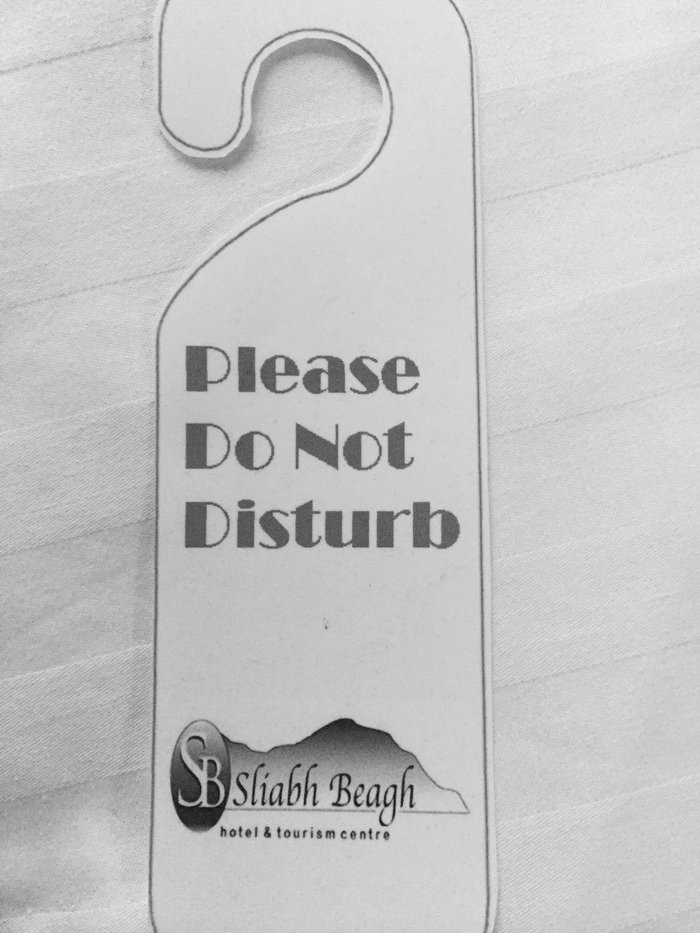 Please
Do Not
Disturb
SB
Sliabh Beagh
hotel & tourism centre